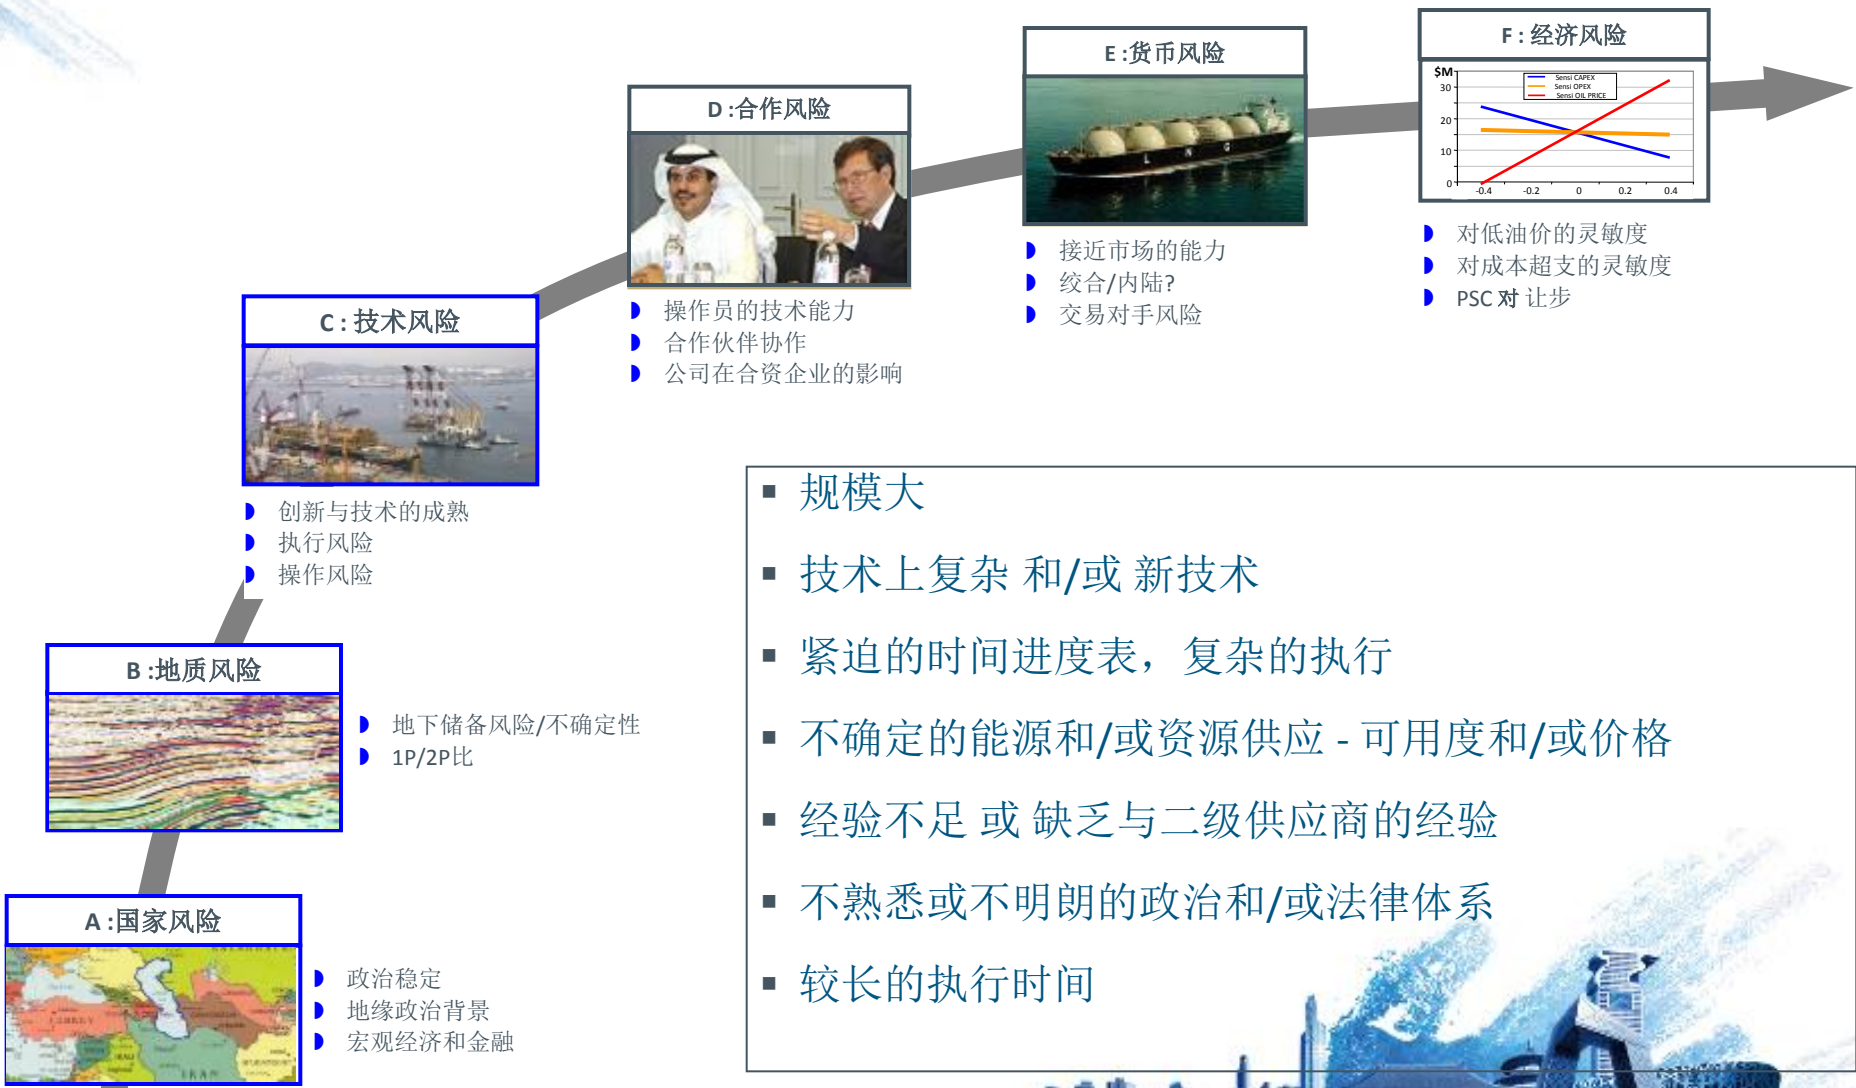 E :货币风险
F : 经济风险
D :合作风险
$M
Sensi CAPEX
Sensi OPEX
Sensi OIL PRICE
30
20
10
0
-0.4
-0.2
0
0.2
0.4
L N G
接近市场的能力
绞合/内陆?
交易对手风险
对低油价的灵敏度
对成本超支的灵敏度
PSC 对 让步
操作员的技术能力
合作伙伴协作
公司在合资企业的影响
C : 技术风险
创新与技术的成熟
执行风险
操作风险
B :地质风险
地下储备风险/不确定性
1P/2P比
A :国家风险
政治稳定
地缘政治背景
宏观经济和金融
IRAN
规模大
技术上复杂 和/或 新技术
紧迫的时间进度表，复杂的执行
不确定的能源和/或资源供应 - 可用度和/或价格
经验不足 或 缺乏与二级供应商的经验
不熟悉或不明朗的政治和/或法律体系
较长的执行时间